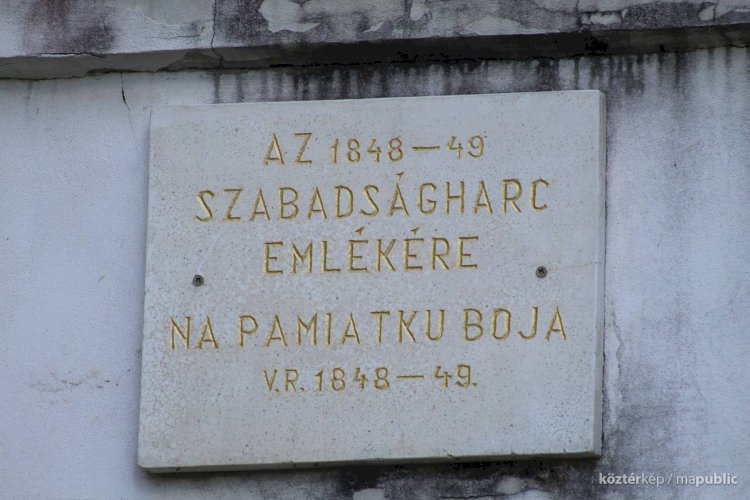 AZ 1848—49
SZABADSÁGHARC
EMLÉKÉRE
NA PAMIATKU BOJA
V.R. 1848—49.
köztérkép / mapublic